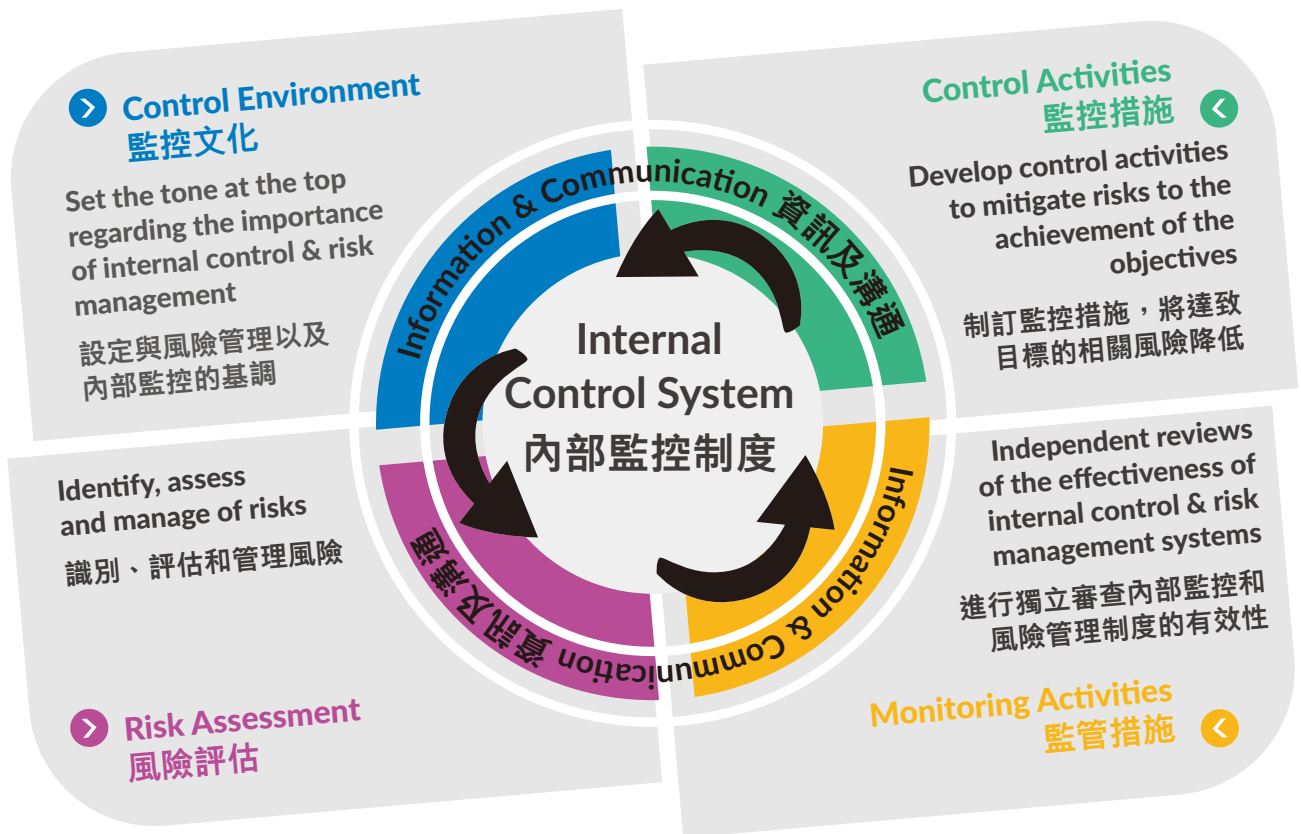 Control Environment
監控文化
Set the tone at the top
regarding the importance
of internal control & risk
management
設定與風險管理以及
內部監控的基調
Control Activities
監控措施
Develop control activities
to mitigate risks to the
achievement of the
objectives
制訂監控措施，將達致
目標的相關風險降低
Information & Communication 資訊及溝通
Internal
Control System
內部監控制度
Information & Communication 資訊及溝通
Identify, assess
and manage of risks
識別、評估和管理風險
Risk Assessment
風險評估
Independent reviews
of the effectiveness of
internal control & risk
management systems
進行獨立審查內部監控和
風險管理制度的有效性
Monitoring Activities
監管措施